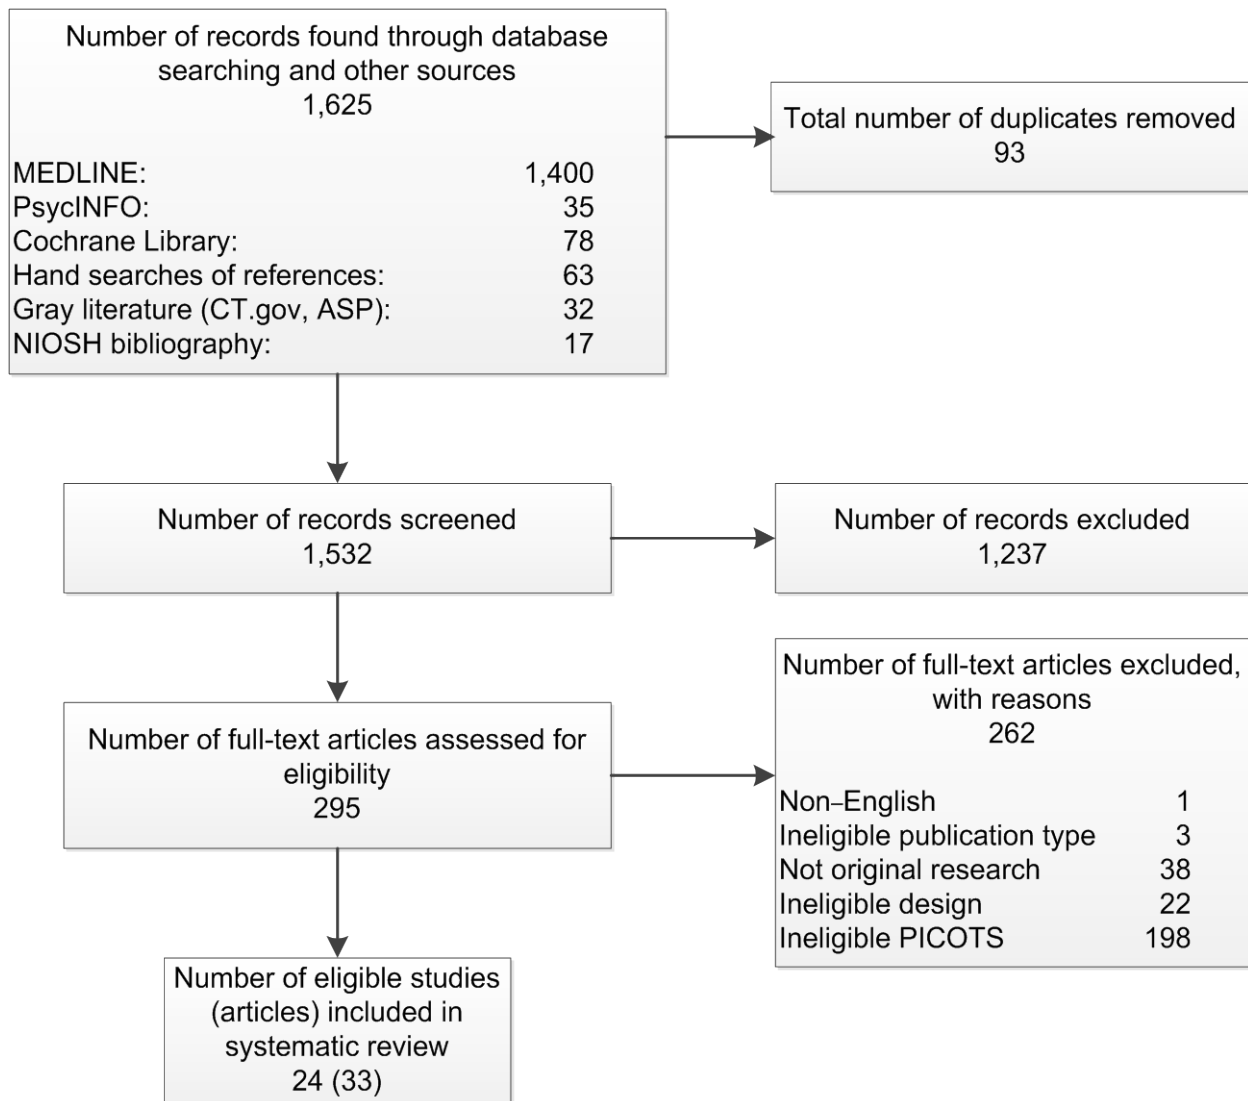 Number of records found through database
searching and other sources
1,625
MEDLINE: 1,400
PsycINFO: 35
Cochrane Library: 78
Hand searches of references: 63
Gray literature (CT.gov, ASP): 32
NIOSH bibliography: 17
Total number of duplicates removed
93
Number of records screened
1,532
Number of records excluded
1,237
Number of full-text articles assessed for
eligibility
295
Number of full-text articles excluded,
with reasons
262
Non–English 1
Ineligible publication type 3
Not original research 38
Ineligible design 22
Ineligible PICOTS 198
Number of eligible studies
(articles) included in
systematic review
24 (33)